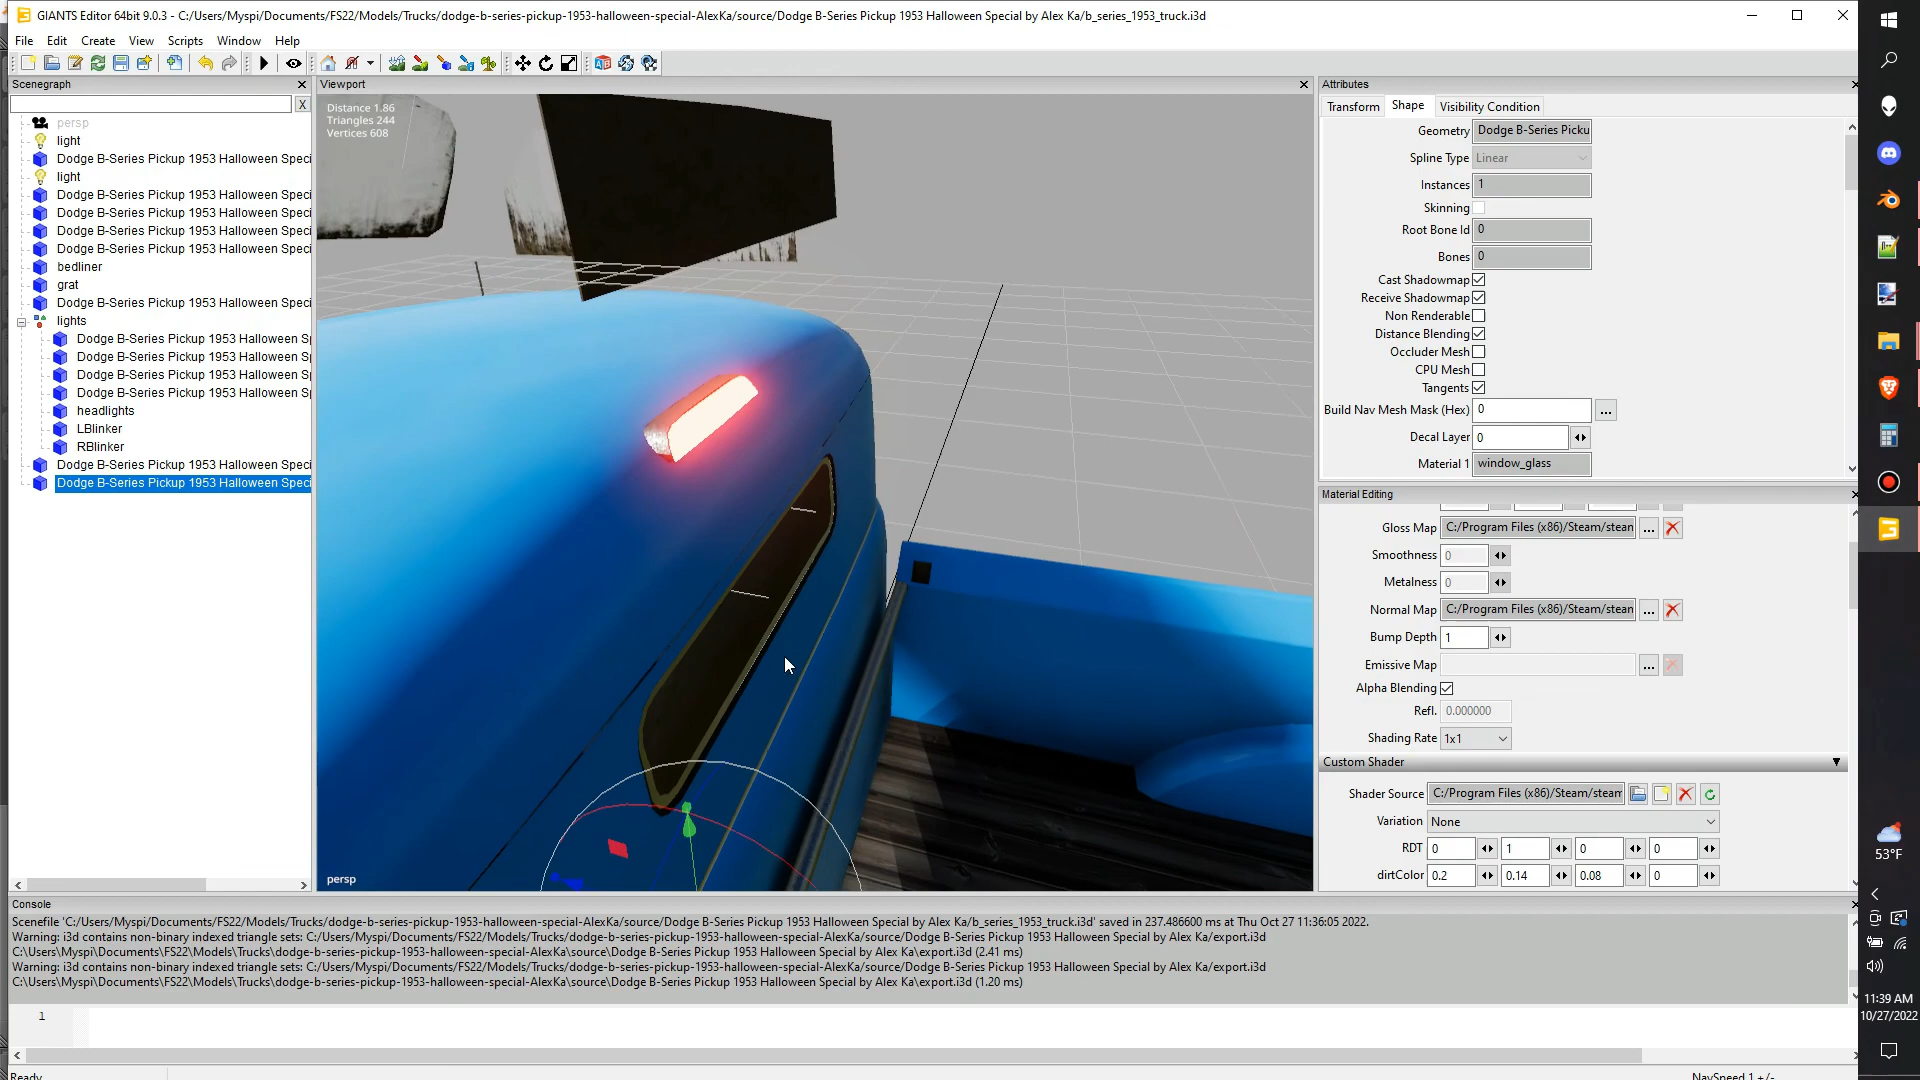 GIANTS Editor 64bit 9.0.3 - C:/Users/Myspi/Documents/FS22/Models/Trucks/dodge-b-series-pickup-1953-halloween-special-AlexKa/source/Dodge B-Series Pickup 1953 Halloween Special by Alex Ka/b_series_1953_truck.i3d
File Edit Create View Scripts Window Help
Scenegraph
X
persp
light
Dodge B-Series Pickup 1953 Halloween Speci
light
Dodge B-Series Pickup 1953 Halloween Speci
Dodge B-Series Pickup 1953 Halloween Speci
Dodge B-Series Pickup 1953 Halloween Speci
Dodge B-Series Pickup 1953 Halloween Speci
bedliner
grat
Dodge B-Series Pickup 1953 Halloween Speci
lights
Dodge B-Series Pickup 1953 Halloween S
Dodge B-Series Pickup 1953 Halloween S
Dodge B-Series Pickup 1953 Halloween S
Dodge B-Series Pickup 1953 Halloween S
headlights
LBlinker
RBlinker
Dodge B-Series Pickup 1953 Halloween Speci
Dodge B-Series Pickup 1953 Halloween Speci
Viewport
Distance 1.86
Triangles 244
Vertices 608
persp
Attributes
Transform Shape Visibility Condition
Geometry Dodge B-Series Picku
Spline Type Linear
Instances 1
Skinning
Root Bone Id 0
Bones 0
Cast Shadowmap
Receive Shadowmap
Non Renderable
Distance Blending
Occluder Mesh
CPU Mesh
Tangents
Build Nav Mesh Mask (Hex) 0 ...
Decal Layer 0
Material 1 window_glass
Material Editing
Gloss Map C:/Program Files (x86)/Steam/stean ...
Smoothness 0
Metalness 0
Normal Map C:/Program Files (x86)/Steam/stean ...
Bump Depth 1
Emissive Map ...
Alpha Blending
Refl. 0.000000
Shading Rate 1x1
Custom Shader
Shader Source C:/Program Files (x86)/Steam/steam
Variation None
RDT 0 1 0 0
dirtColor 0.2 0.14 0.08 0
Console
Scenefile 'C:/Users/Myspi/Documents/FS22/Models/Trucks/dodge-b-series-pickup-1953-halloween-special-AlexKa/source/Dodge B-Series Pickup 1953 Halloween Special by Alex Ka/b_series_1953_truck.i3d' saved in 237.486600 ms at Thu Oct 27 11:36:05 2022.
Warning: i3d contains non-binary indexed triangle sets: C:/Users/Myspi/Documents/FS22/Models/Trucks/dodge-b-series-pickup-1953-halloween-special-AlexKa/source/Dodge B-Series Pickup 1953 Halloween Special by Alex Ka/export.i3d
C:\Users\Myspi\Documents\FS22\Models\Trucks\dodge-b-series-pickup-1953-halloween-special-AlexKa\source\Dodge B-Series Pickup 1953 Halloween Special by Alex Ka\export.i3d (2.41 ms)
Warning: i3d contains non-binary indexed triangle sets: C:/Users/Myspi/Documents/FS22/Models/Trucks/dodge-b-series-pickup-1953-halloween-special-AlexKa/source/Dodge B-Series Pickup 1953 Halloween Special by Alex Ka/export.i3d
C:\Users\Myspi\Documents\FS22\Models\Trucks\dodge-b-series-pickup-1953-halloween-special-AlexKa\source\Dodge B-Series Pickup 1953 Halloween Special by Alex Ka\export.i3d (1.20 ms)
1
Ready
NavSpeed 1 +/-
53°F
11:39 AM
10/27/2022